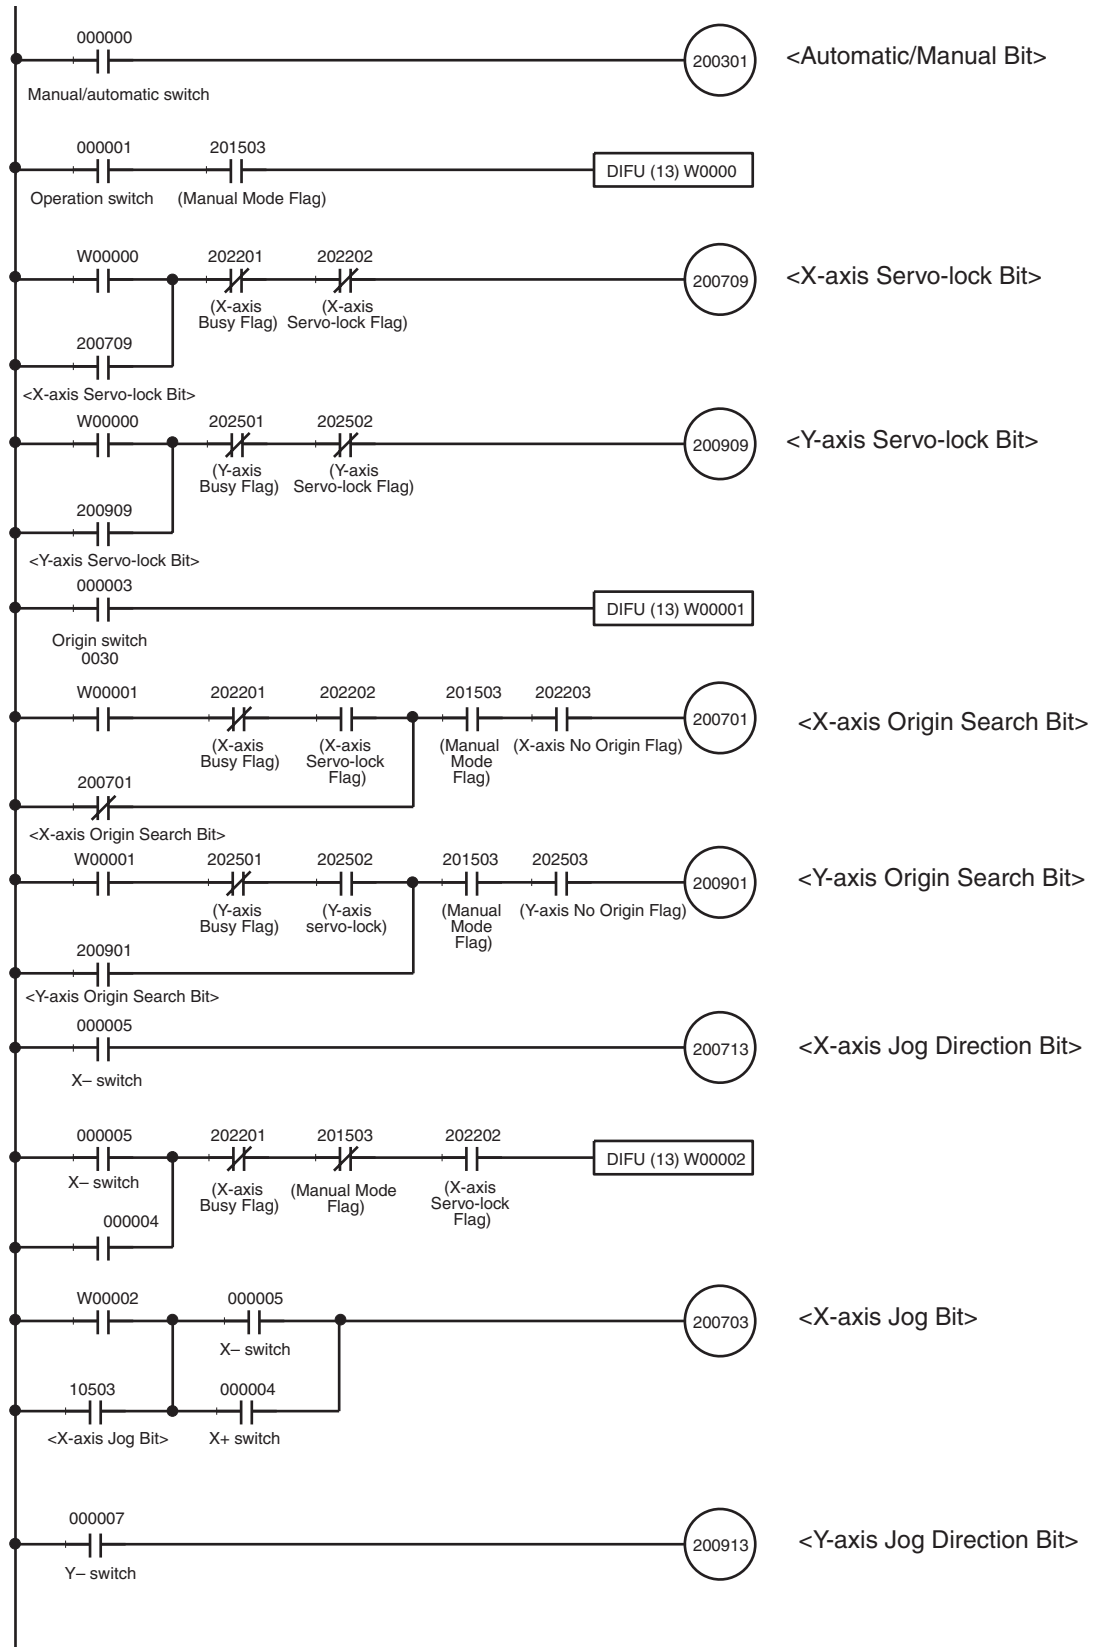 000000
200301
<Automatic/Manual Bit>
Manual/automatic switch
000001
201503
DIFU (13) W0000
Operation switch
(Manual Mode Flag)
W00000
202201
202202
200709
<X-axis Servo-lock Bit>
(X-axis
Busy Flag)
(X-axis
Servo-lock Flag)
200709
<X-axis Servo-lock Bit>
W00000
202501
202502
200909
<Y-axis Servo-lock Bit>
(Y-axis
Busy Flag)
(Y-axis
Servo-lock Flag)
200909
<Y-axis Servo-lock Bit>
000003
DIFU (13) W00001
Origin switch
0030
W00001
202201
202202
201503
202203
200701
<X-axis Origin Search Bit>
(X-axis
Busy Flag)
(X-axis
Servo-lock
Flag)
(Manual
Mode
Flag)
(X-axis No Origin Flag)
200701
<X-axis Origin Search Bit>
W00001
202501
202502
201503
202503
200901
<Y-axis Origin Search Bit>
(Y-axis
Busy Flag)
(Y-axis
servo-lock)
(Manual
Mode
Flag)
(Y-axis No Origin Flag)
200901
<Y-axis Origin Search Bit>
000005
200713
<X-axis Jog Direction Bit>
X– switch
000005
202201
201503
202202
DIFU (13) W00002
X– switch
(X-axis
Busy Flag)
(Manual Mode
Flag)
(X-axis
Servo-lock
Flag)
000004
W00002
000005
200703
<X-axis Jog Bit>
X– switch
10503
000004
<X-axis Jog Bit>
X+ switch
000007
200913
<Y-axis Jog Direction Bit>
Y– switch